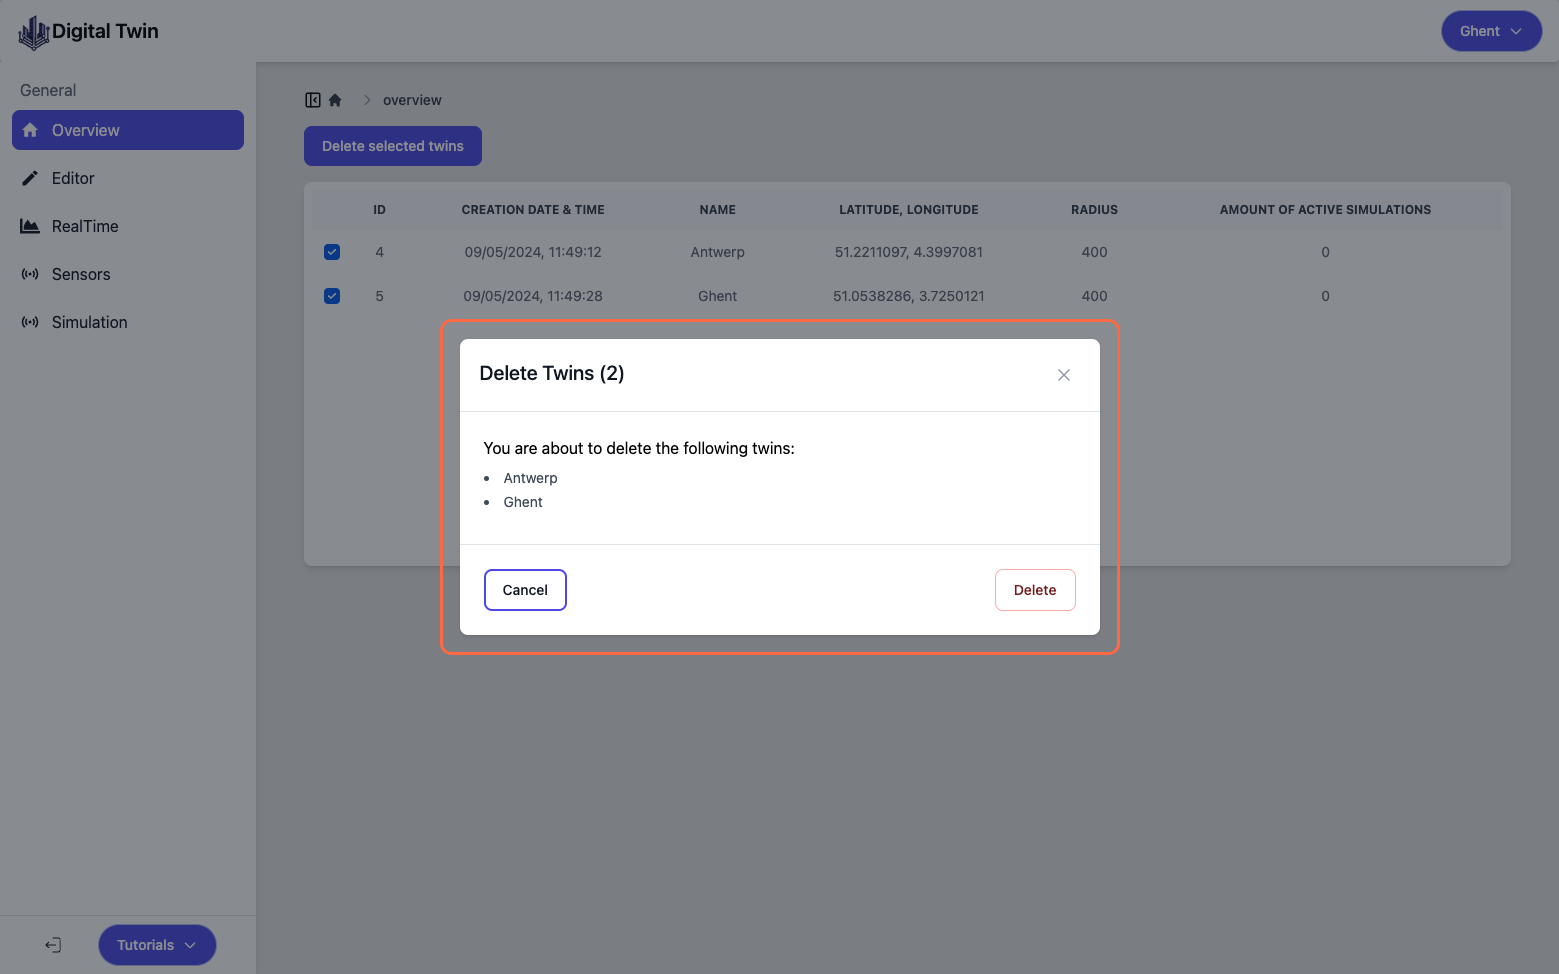 Digital Twin
Ghent
General
Overview
Editor
RealTime
Sensors
Simulation
overview
Delete selected twins
ID CREATION DATE & TIME NAME LATITUDE, LONGITUDE RADIUS AMOUNT OF ACTIVE SIMULATIONS
4 09/05/2024, 11:49:12 Antwerp 51.2211097, 4.3997081 400 0
5 09/05/2024, 11:49:28 Ghent 51.0538286, 3.7250121 400 0
Delete Twins (2)
You are about to delete the following twins:
• Antwerp
• Ghent
Cancel Delete
Tutorials